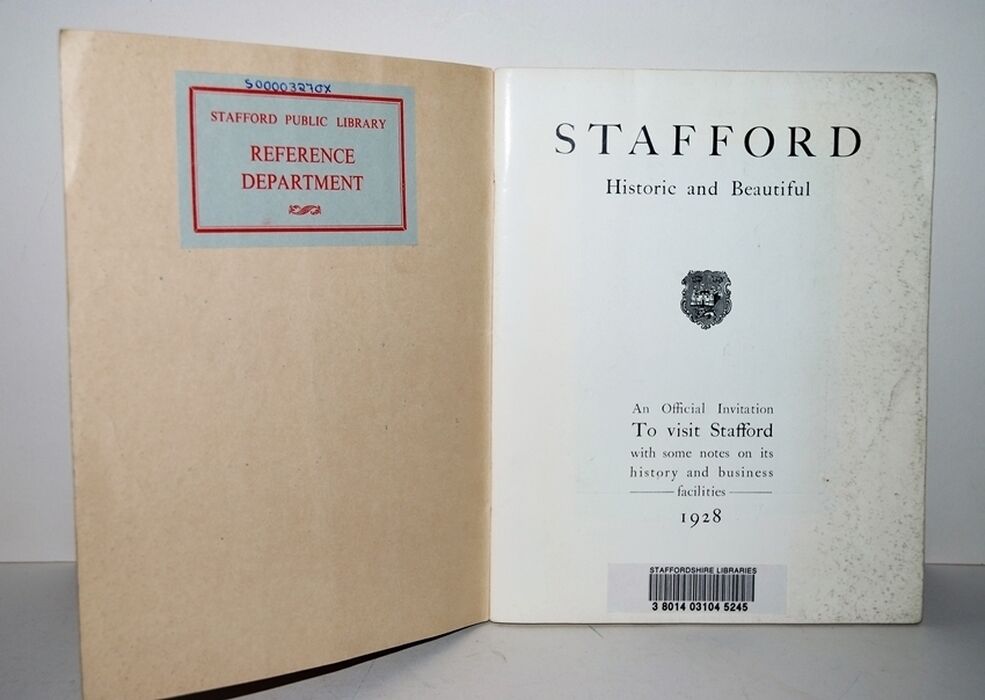 S00003270X
STAFFORD PUBLIC LIBRARY
REFERENCE
DEPARTMENT
STAFFORD
Historic and Beautiful
An Official Invitation
To visit Stafford
with some notes on its
history and business
facilities
1928
STAFFORDSHIRE LIBRARIES
3 8014 03104 5245